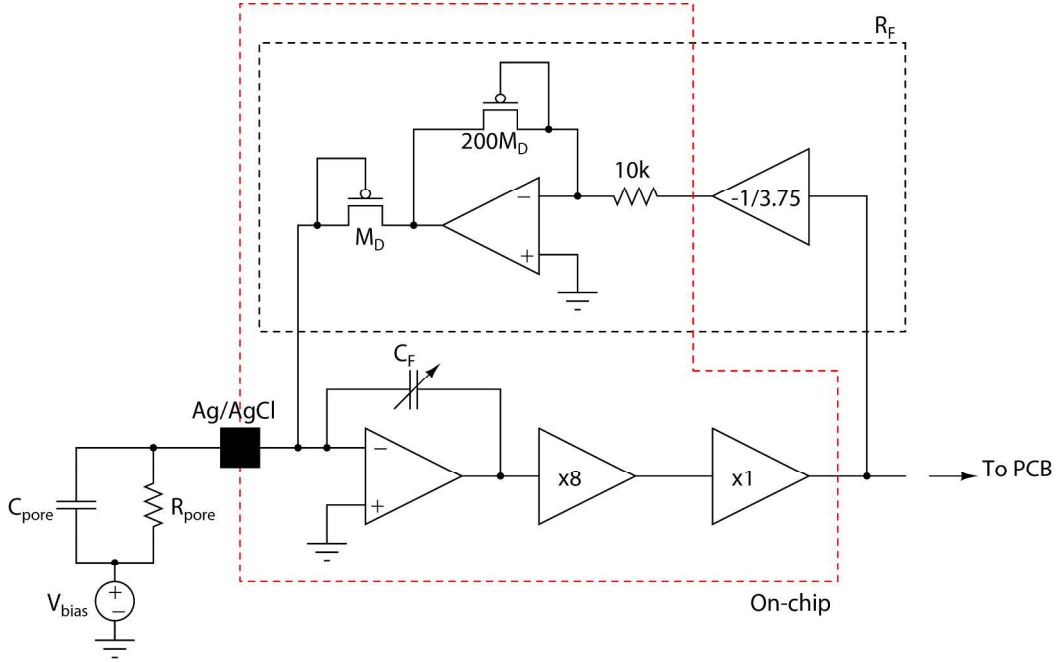 R_F
200M_D
10k
-1/3.75
M_D
−
+
C_F
Ag/AgCl
−
+
x8
x1
To PCB
C_pore
R_pore
V_bias
+
−
On-chip